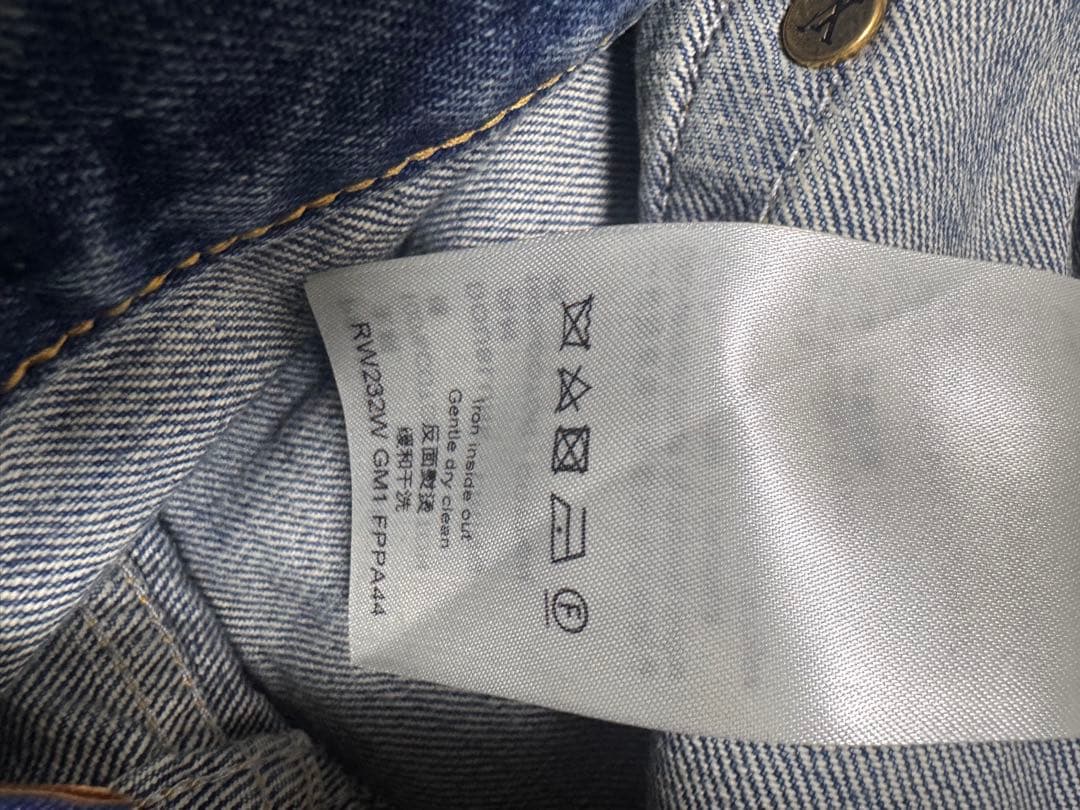 F
Iron inside out
Gentle dry clean
反面熨烫
缓和干洗
RW232W GM1 FPPA44